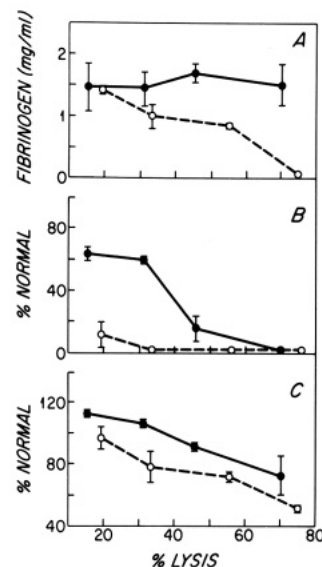 A
FIBRINOGEN (mg/ml)
2
1
0
B
% NORMAL
80
40
0
C
% NORMAL
120
80
40
20 40 60 80
% LYSIS